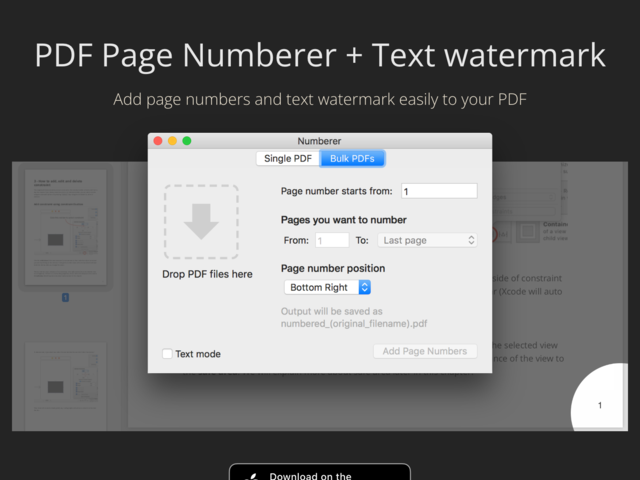 PDF Page Numberer + Text watermark
Add page numbers and text watermark easily to your PDF
Numberer
Single PDF
Bulk PDFs
Page number starts from: 1
Pages you want to number
From: 1 To: Last page
Drop PDF files here
Page number position
Bottom Right
Output will be saved as
numbered_(original_filename).pdf
Text mode
Add Page Numbers
side of constraint
r (Xcode will auto
the selected view
ence of the view to
1
1
Download on the